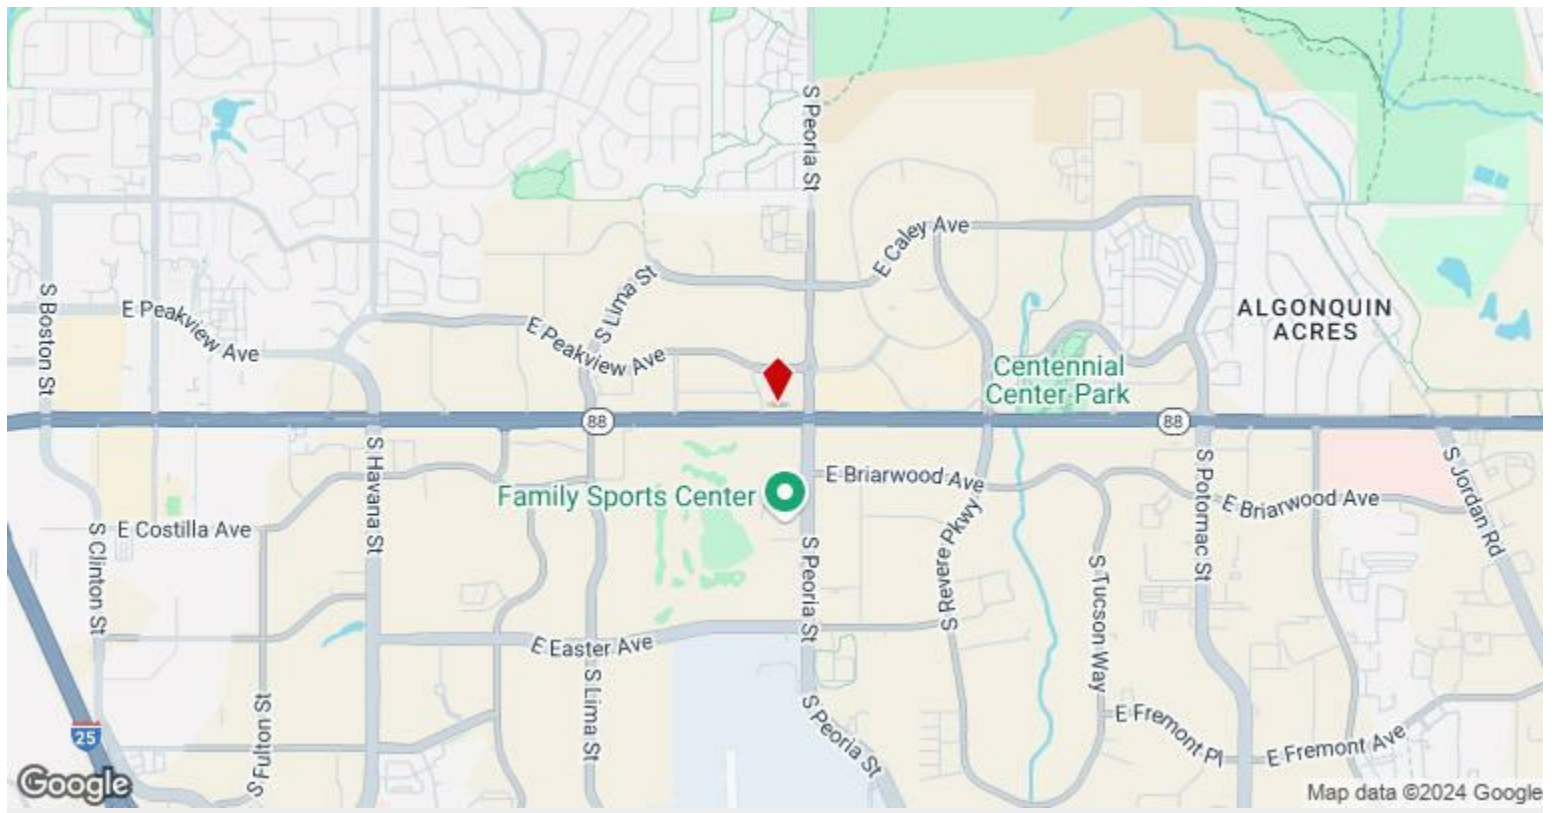 S Peoria St
E Caley Ave
S Lima St
S Boston St
E Peakview Ave
E Peakview Ave
ALGONQUIN
ACRES
Centennial
Center Park
88
88
S Havana St
E Briarwood Ave
S Potomac St
S Jordan Rd
Family Sports Center
E Briarwood Ave
E Costilla Ave
S Clinton St
S Peoria St
S Revere Pkwy
S Tucson Way
E Easter Ave
S Lima St
S Fulton St
S Peoria St
E Fremont Pl
E Fremont Ave
25
Google
Map data ©2024 Google